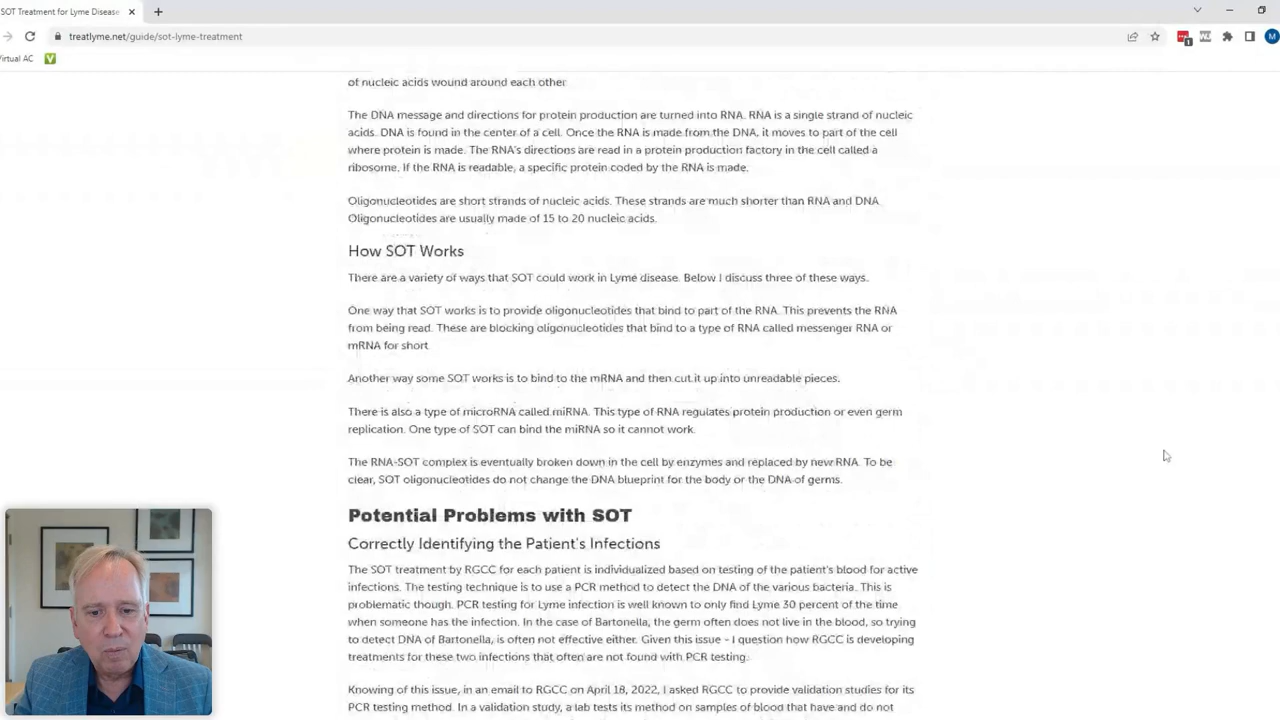 SOT Treatment for Lyme Disease
treatlyme.net/guide/sot-lyme-treatment
M
irtual AC
V
of nucleic acids wound around each other
The DNA message and directions for protein production are turned into RNA. RNA is a single strand of nucleic
acids. DNA is found in the center of a cell. Once the RNA is made from the DNA, it moves to part of the cell
where protein is made. The RNA's directions are read in a protein production factory in the cell called a
ribosome. If the RNA is readable, a specific protein coded by the RNA is made.
Oligonucleotides are short strands of nucleic acids. These strands are much shorter than RNA and DNA.
Oligonucleotides are usually made of 15 to 20 nucleic acids.
How SOT Works
There are a variety of ways that SOT could work in Lyme disease. Below I discuss three of these ways.
One way that SOT works is to provide oligonucleotides that bind to part of the RNA. This prevents the RNA
from being read. These are blocking oligonucleotides that bind to a type of RNA called messenger RNA or
mRNA for short.
Another way some SOT works is to bind to the mRNA and then cut it up into unreadable pieces.
There is also a type of microRNA called miRNA. This type of RNA regulates protein production or even germ
replication. One type of SOT can bind the miRNA so it cannot work.
The RNA-SOT complex is eventually broken down in the cell by enzymes and replaced by new RNA. To be
clear, SOT oligonucleotides do not change the DNA blueprint for the body or the DNA of germs.
Potential Problems with SOT
Correctly Identifying the Patient's Infections
The SOT treatment by RGCC for each patient is individualized based on testing of the patient's blood for active
infections. The testing technique is to use a PCR method to detect the DNA of the various bacteria. This is
problematic though. PCR testing for Lyme infection is well known to only find Lyme 30 percent of the time
when someone has the infection. In the case of Bartonella, the germ often does not live in the blood, so trying
to detect DNA of Bartonella, is often not effective either. Given this issue - I question how RGCC is developing
treatments for these two infections that often are not found with PCR testing.
Knowing of this issue, in an email to RGCC on April 18, 2022, I asked RGCC to provide validation studies for its
PCR testing method. In a validation study, a lab tests its method on samples of blood that have and do not